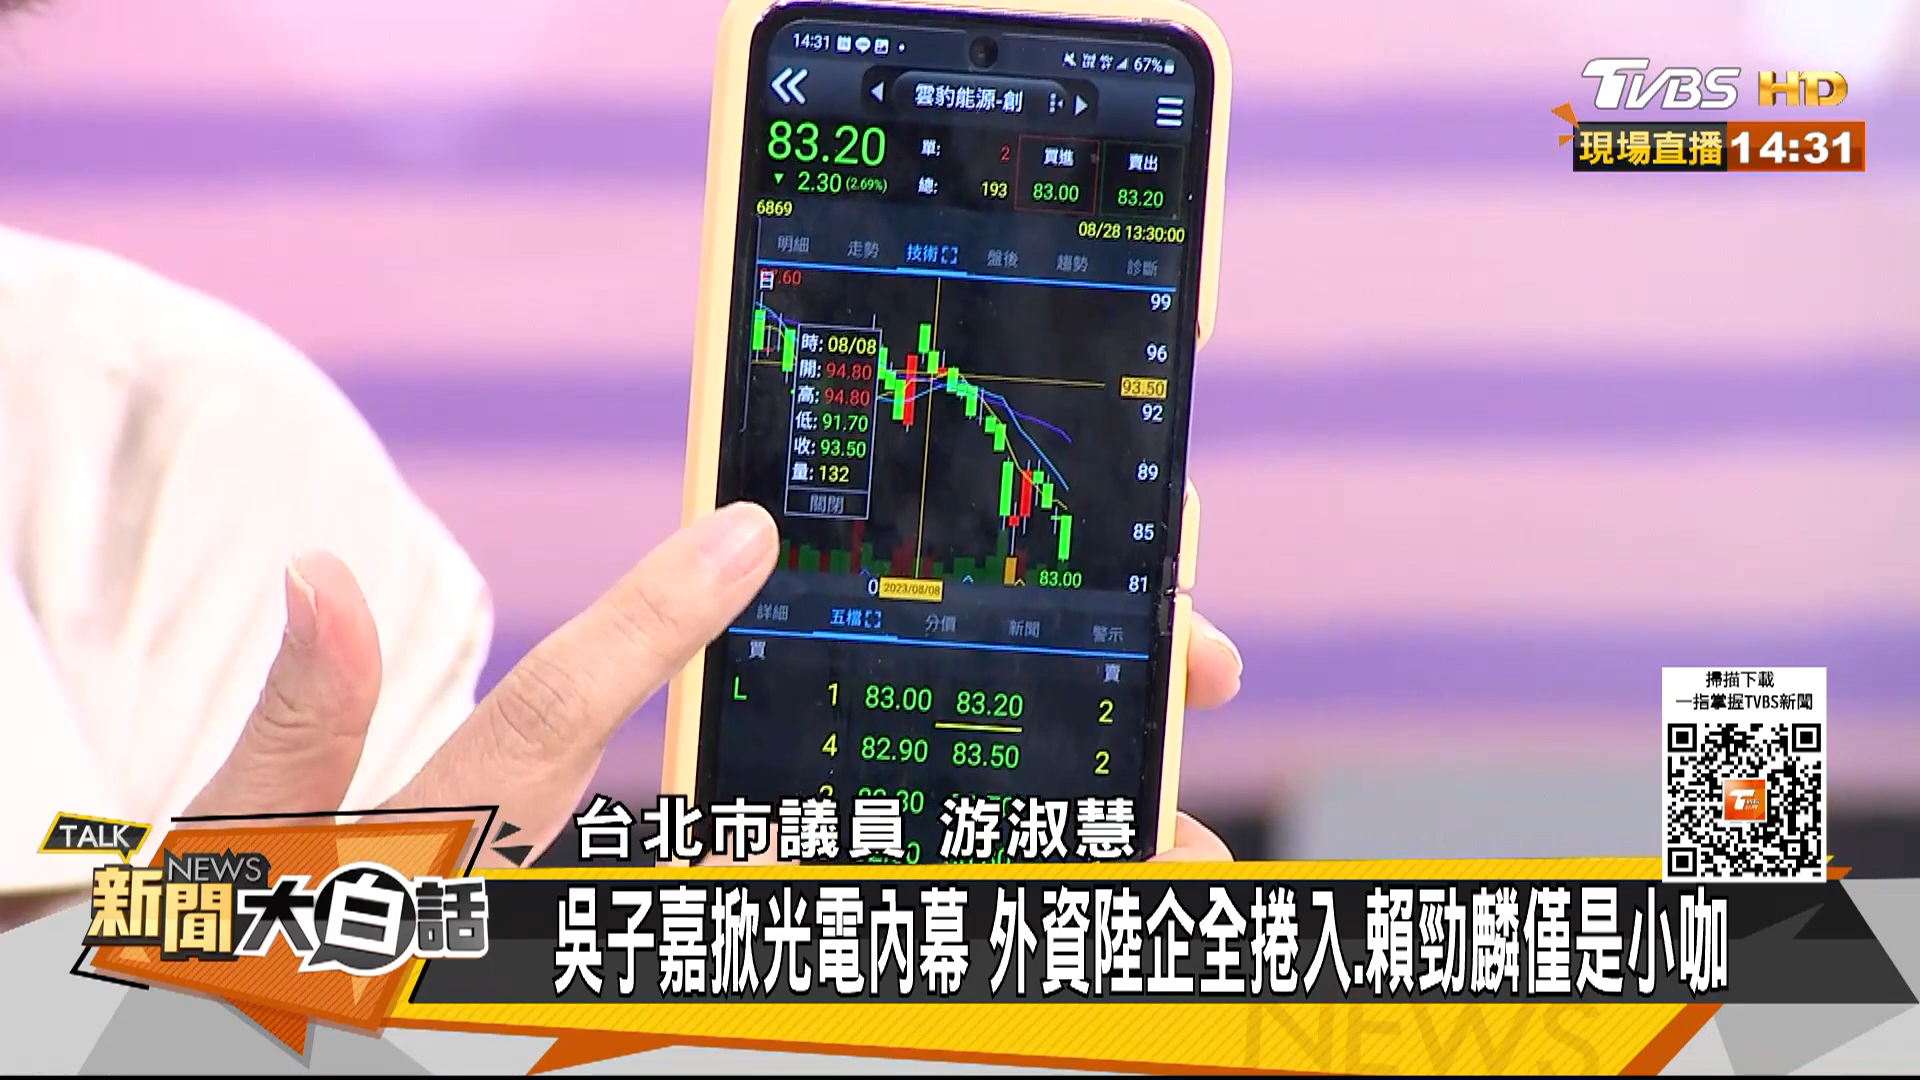 14:31
67%
雲豹能源-創
83.20
▼ 2.30 (2.69%)
單: 2
總: 193
買進
83.00
賣出
83.20
6869
08/28 13:30:00
明細 走勢 技術 盤後 趨勢 診斷
日
99
96
93.50
92
89
85
81
時: 08/08
開: 94.80
高: 94.80
低: 91.70
收: 93.50
量: 132
關閉
83.00
2023/08/08
詳細 五檔 分價 新聞 警示
買 賣
L 1 83.00 83.20 2
4 82.90 83.50 2
TVBS HD
現場直播 14:31
掃描下載
一指掌握TVBS新聞
台北市議員 游淑慧
TALK
NEWS
新聞大白話
吳子嘉掀光電內幕 外資陸企全捲入.賴勁麟僅是小咖
NEWS